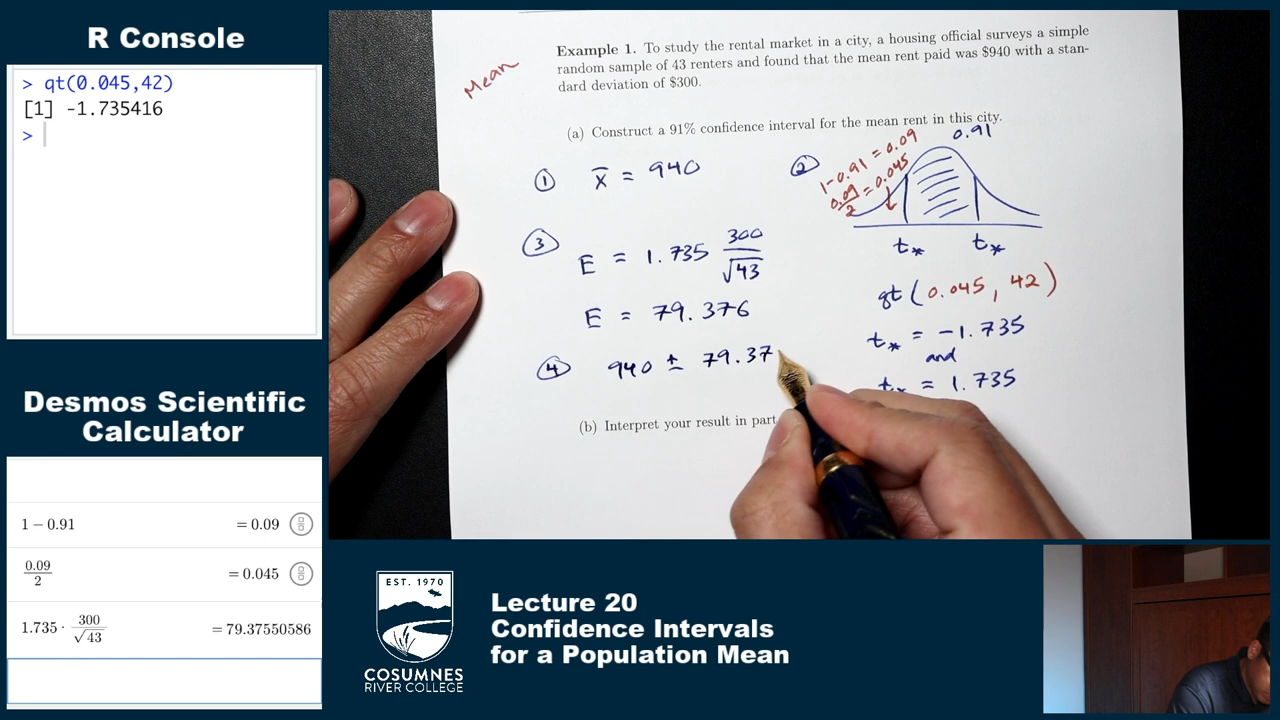 R Console
> qt(0.045,42)
[1] -1.735416
>
Desmos Scientific
Calculator
1 − 0.91 = 0.09
0.09/2 = 0.045
1.735 · 300/√43 = 79.37550586
Mean
Example 1. To study the rental market in a city, a housing official surveys a simple
random sample of 43 renters and found that the mean rent paid was $940 with a stan-
dard deviation of $300.
(a) Construct a 91% confidence interval for the mean rent in this city.
① x̄ = 940
③ E = 1.735 300/√43
E = 79.376
④ 940 ± 79.37
② 0.91
1-0.91 = 0.09
0.09/2 = 0.045
t* t*
qt(0.045, 42)
t* = -1.735
and
t* = 1.735
(b) Interpret your result in part
EST. 1970
COSUMNES
RIVER COLLEGE
Lecture 20
Confidence Intervals
for a Population Mean